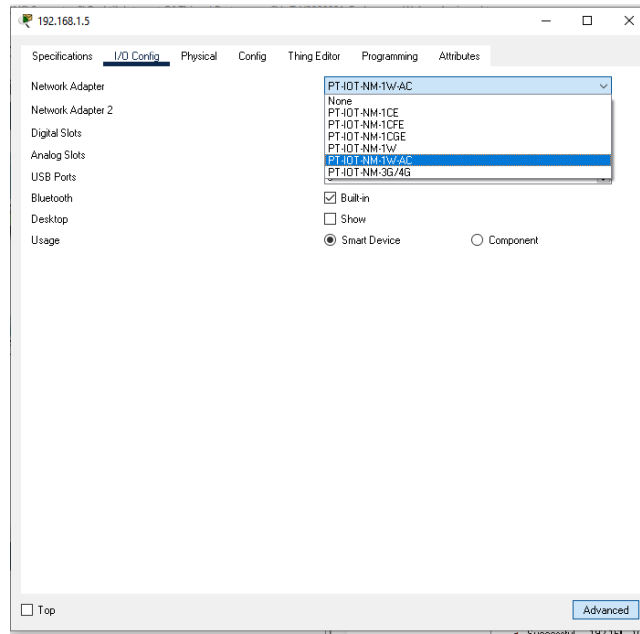 192.168.1.5
Specifications I/O Config Physical Config Thing Editor Programming Attributes
Network Adapter PT-IOT-NM-1W-AC
None
Network Adapter 2 PT-IOT-NM-1CE
PT-IOT-NM-1CFE
Digital Slots PT-IOT-NM-1CGE
PT-IOT-NM-1W
Analog Slots PT-IOT-NM-1W-AC
USB Ports PT-IOT-NM-3G/4G
Bluetooth Built-in
Desktop Show
Usage Smart Device Component
Top Advanced